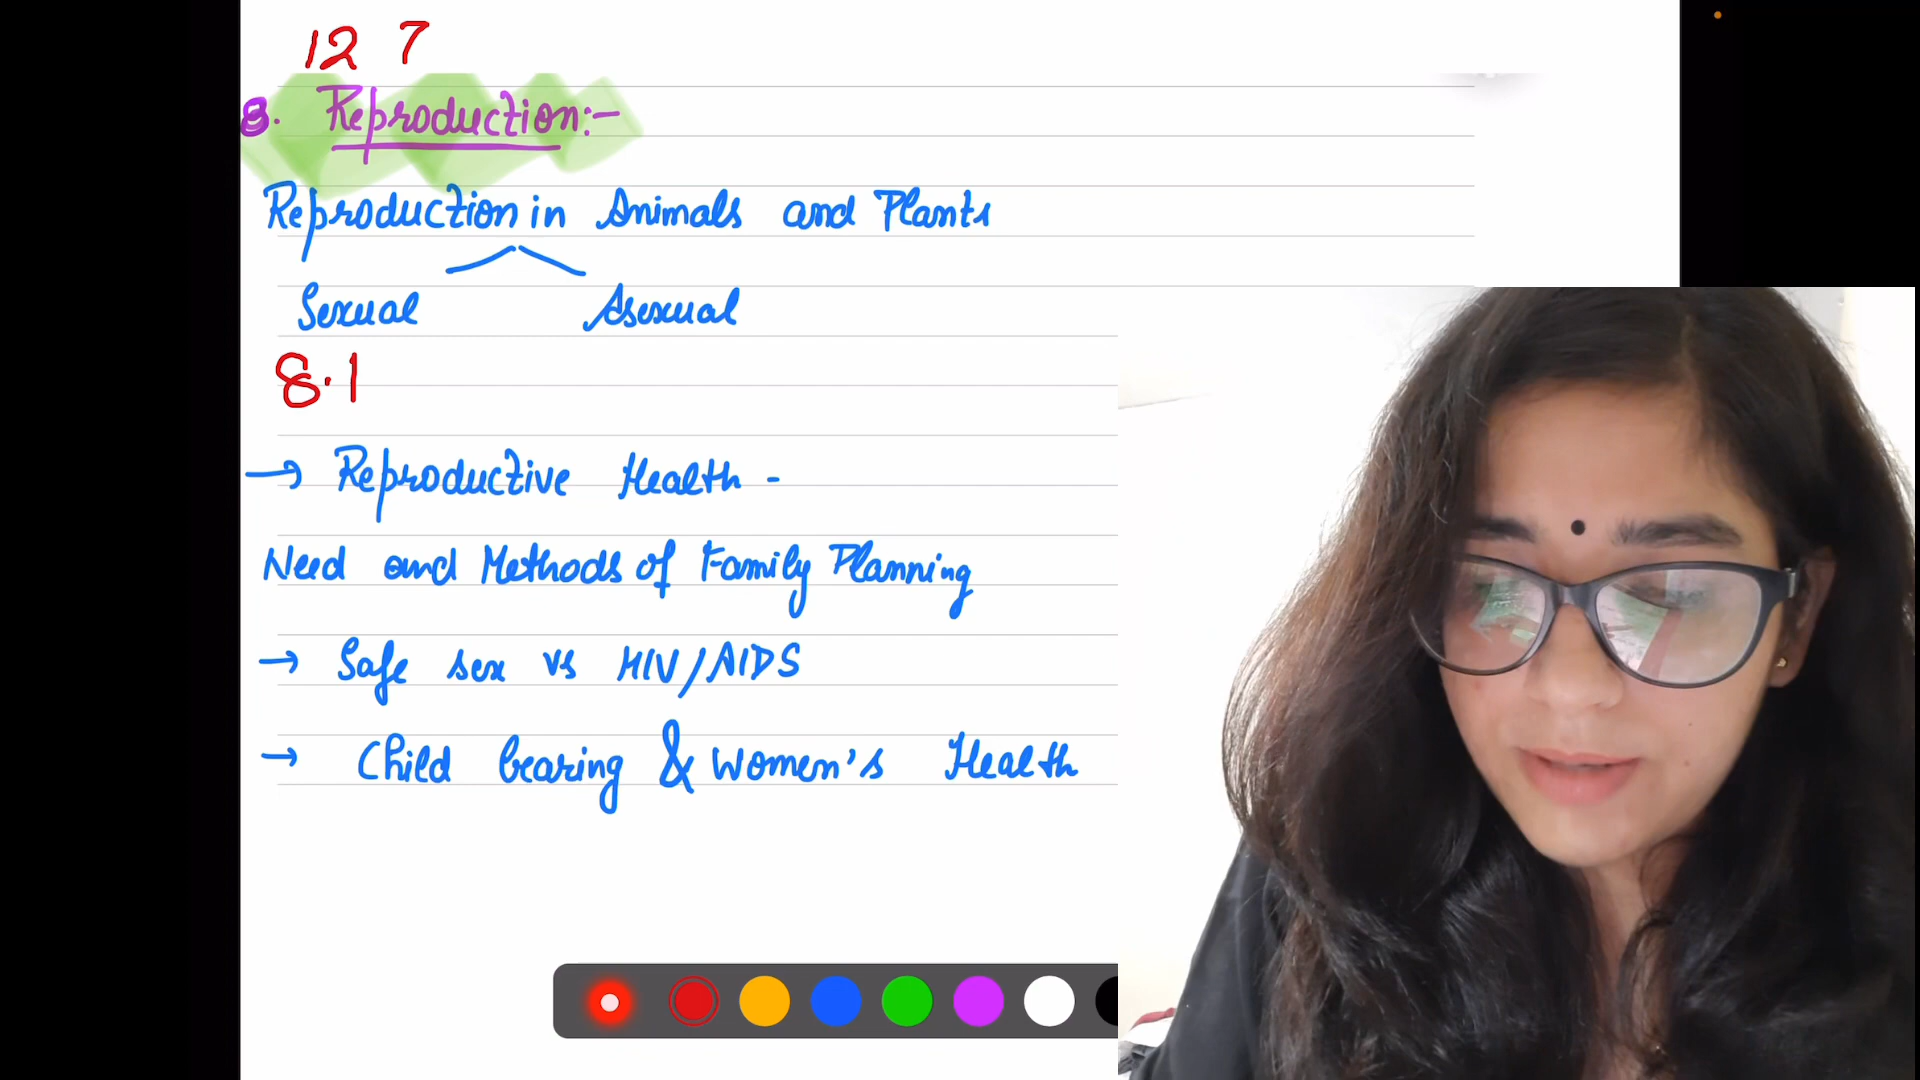 12 7
8. Reproduction:-
Reproduction in Animals and Plants
Sexual Asexual
8.1
→ Reproductive Health -
Need and Methods of Family Planning
→ Safe sex vs HIV/AIDS
→ Child bearing & Women's Health